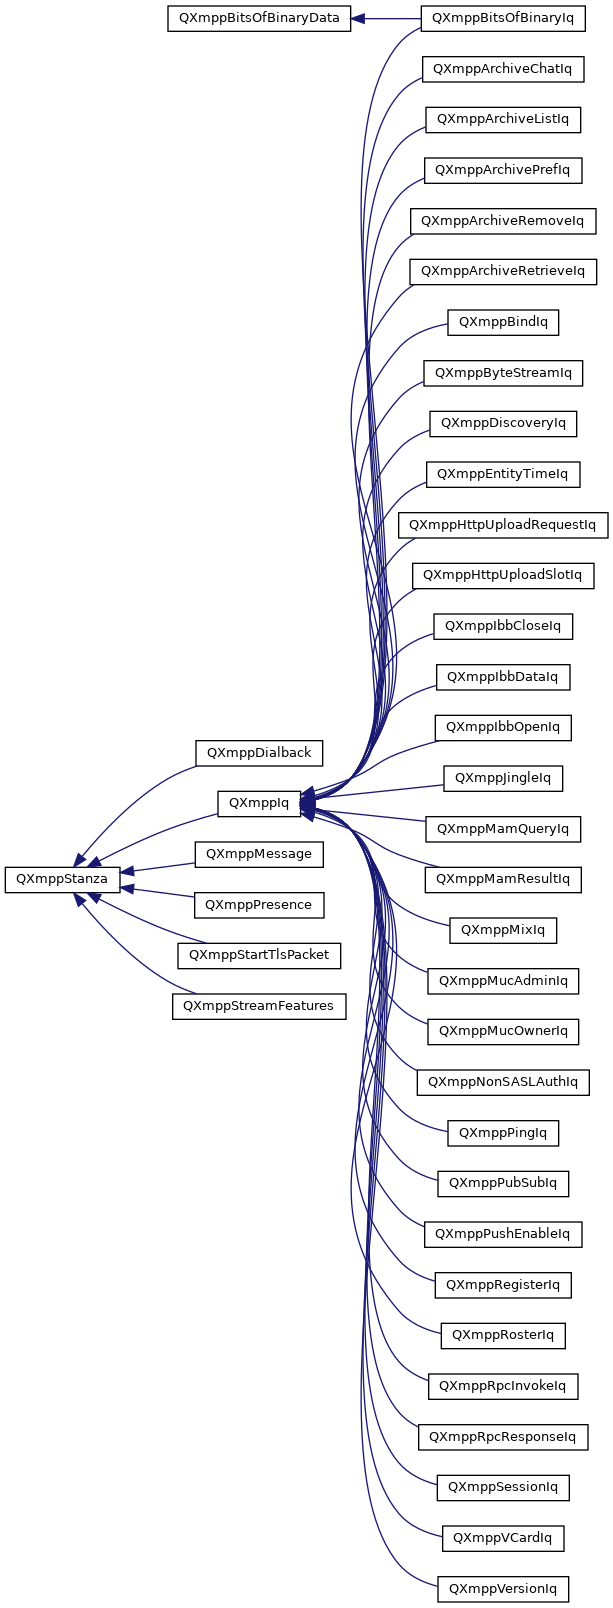 QXmppBitsOfBinaryData
QXmppBitsOfBinaryIq
QXmppArchiveChatIq
QXmppArchiveListIq
QXmppArchivePrefIq
QXmppArchiveRemoveIq
QXmppArchiveRetrieveIq
QXmppBindIq
QXmppByteStreamIq
QXmppDiscoveryIq
QXmppEntityTimeIq
QXmppHttpUploadRequestIq
QXmppHttpUploadSlotIq
QXmppIbbCloseIq
QXmppIbbDataIq
QXmppIbbOpenIq
QXmppDialback
QXmppJingleIq
QXmppIq
QXmppMamQueryIq
QXmppMessage
QXmppStanza
QXmppMamResultIq
QXmppPresence
QXmppMixIq
QXmppStartTlsPacket
QXmppMucAdminIq
QXmppStreamFeatures
QXmppMucOwnerIq
QXmppNonSASLAuthIq
QXmppPingIq
QXmppPubSubIq
QXmppPushEnableIq
QXmppRegisterIq
QXmppRosterIq
QXmppRpcInvokeIq
QXmppRpcResponseIq
QXmppSessionIq
QXmppVCardIq
QXmppVersionIq